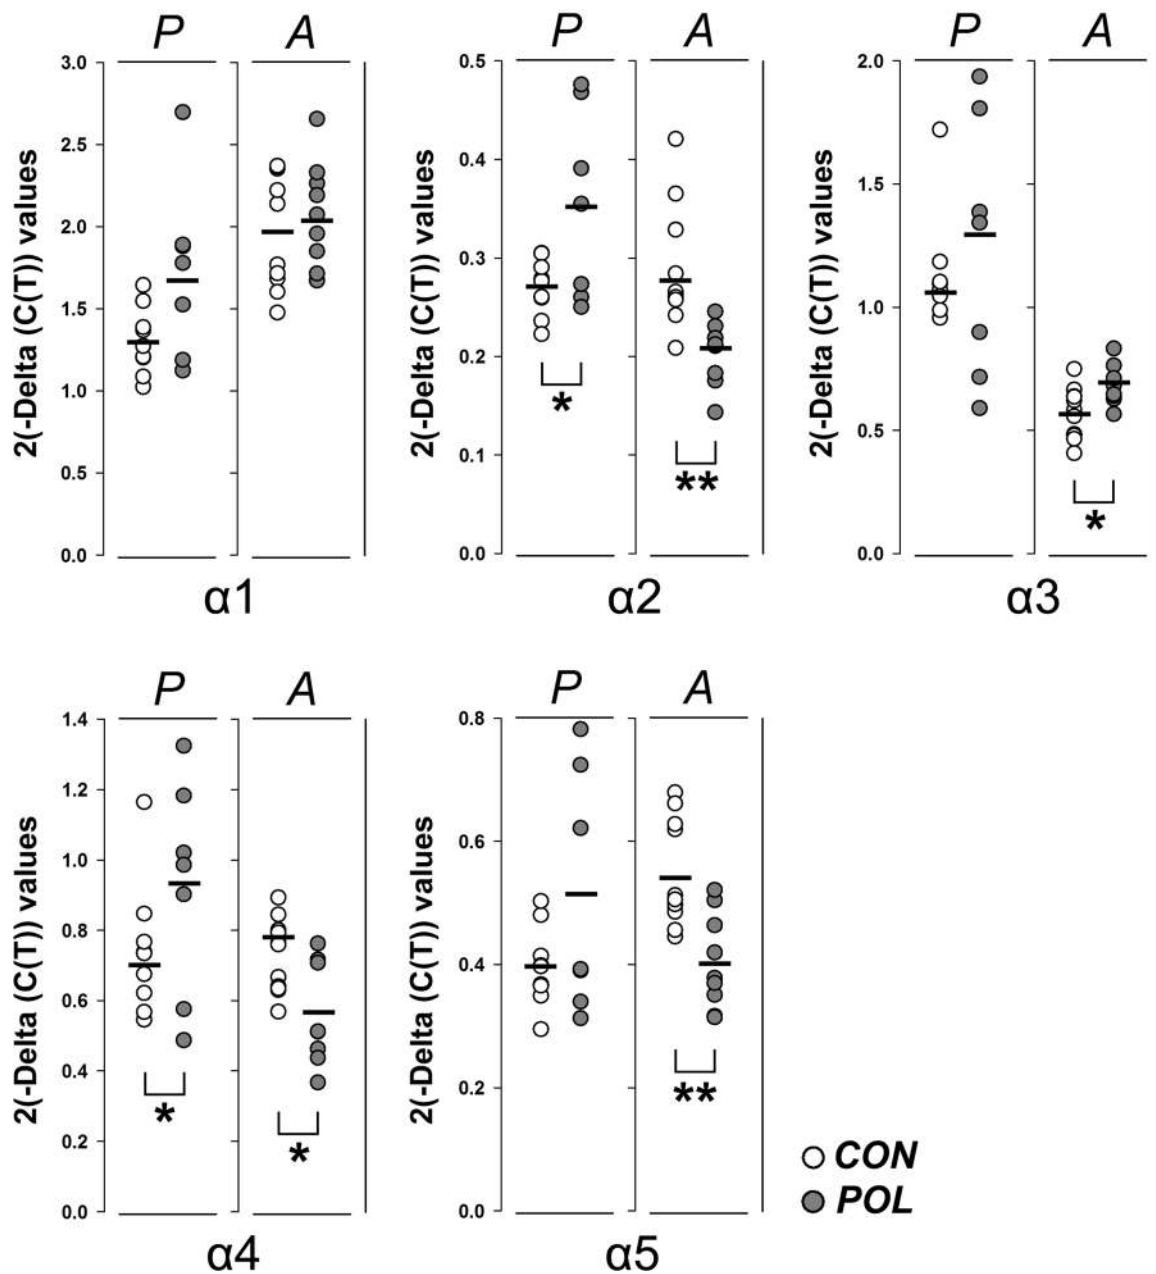 P A
2(-Delta (C(T)) values
3.0
2.5
2.0
1.5
1.0
0.5
0.0
α1
P A
2(-Delta (C(T)) values
0.5
0.4
0.3
0.2
0.1
0.0
*
**
α2
P A
2(-Delta (C(T)) values
2.0
1.5
1.0
0.5
0.0
*
α3
P A
2(-Delta (C(T)) values
1.4
1.2
1.0
0.8
0.6
0.4
0.2
0.0
*
*
α4
P A
2(-Delta (C(T)) values
0.8
0.6
0.4
0.2
0.0
**
α5
CON
POL